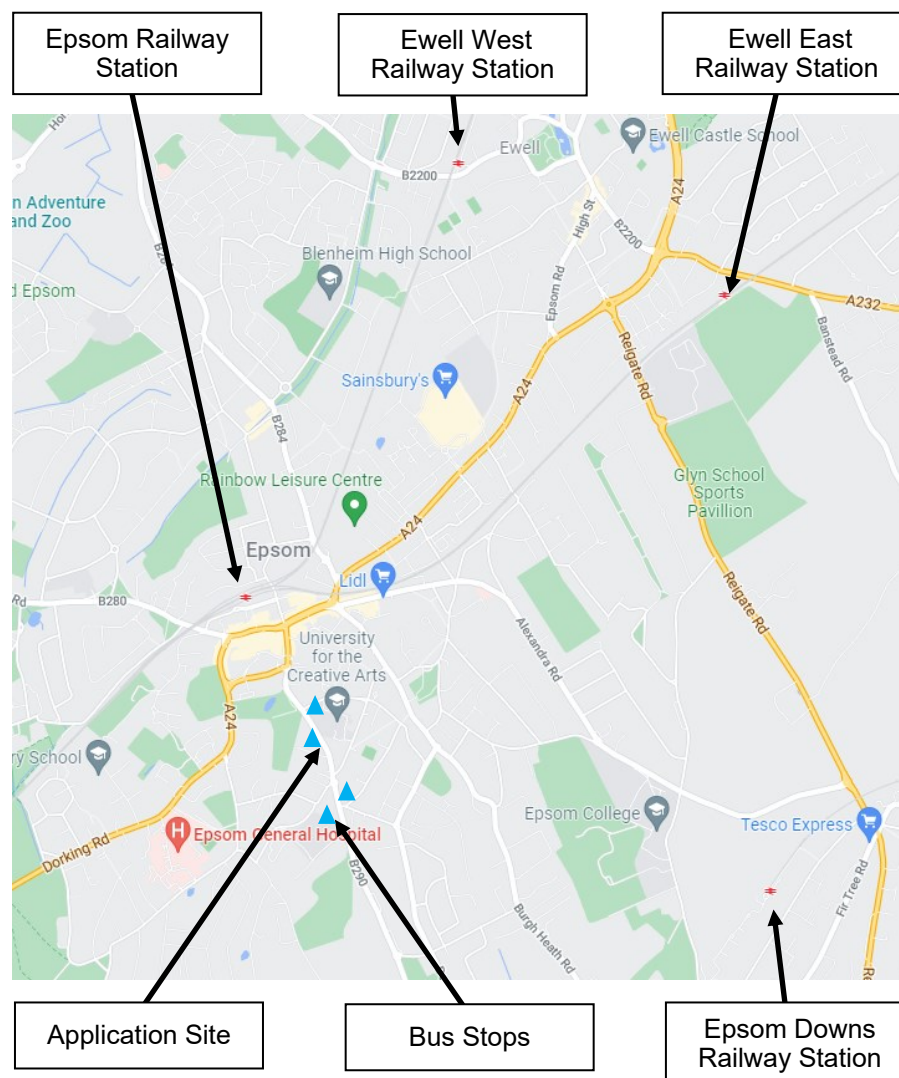 Epsom Railway
Station
Ewell West
Railway Station
Ewell East
Railway Station
Ewell Castle School
Ewell
B2200
A24
n Adventure
and Zoo
High St
B2200
Blenheim High School
d Epsom
Epsom Rd
A232
Banstead Rd
Reigate Rd
Sainsbury's
A24
B284
Glyn School
Sports
Pavillion
Rainbow Leisure Centre
A24
Epsom
Lidl
Rd
B280
Reigate Rd
University
for the
Creative Arts
Alexandra Rd
A24
ry School
Epsom College
Tesco Express
Epsom General Hospital
Dorking Rd
B290
Fir Tree Rd
Burgh Heath Rd
Re
Application Site
Bus Stops
Epsom Downs
Railway Station